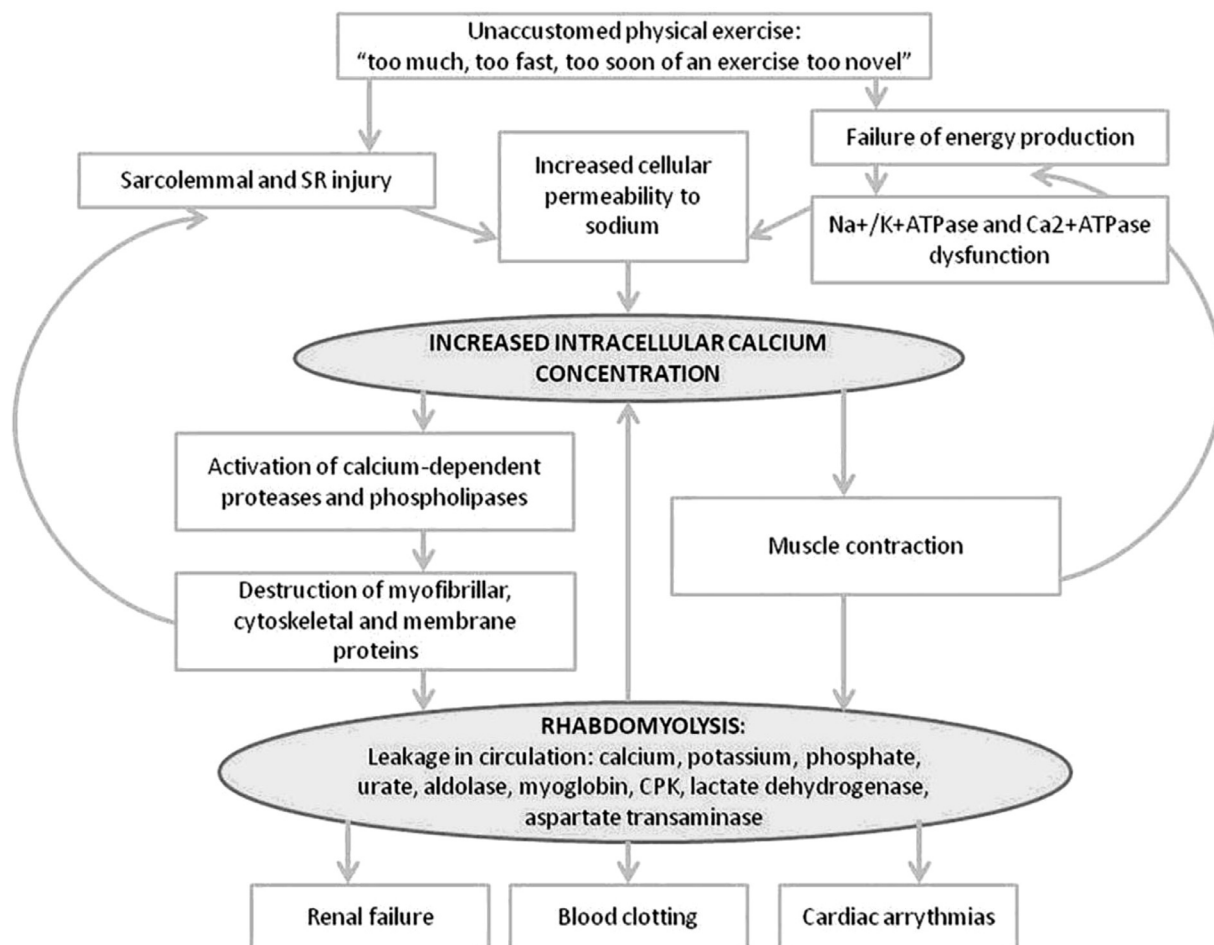 Unaccustomed physical exercise:
“too much, too fast, too soon of an exercise too novel”
Failure of energy production
Sarcolemmal and SR injury
Increased cellular
permeability to
sodium
Na+/K+ATPase and Ca2+ATPase
dysfunction
INCREASED INTRACELLULAR CALCIUM
CONCENTRATION
Activation of calcium-dependent
proteases and phospholipases
Muscle contraction
Destruction of myofibrillar,
cytoskeletal and membrane
proteins
RHABDOMYOLYSIS:
Leakage in circulation: calcium, potassium, phosphate,
urate, aldolase, myoglobin, CPK, lactate dehydrogenase,
aspartate transaminase
Renal failure
Blood clotting
Cardiac arrythmias